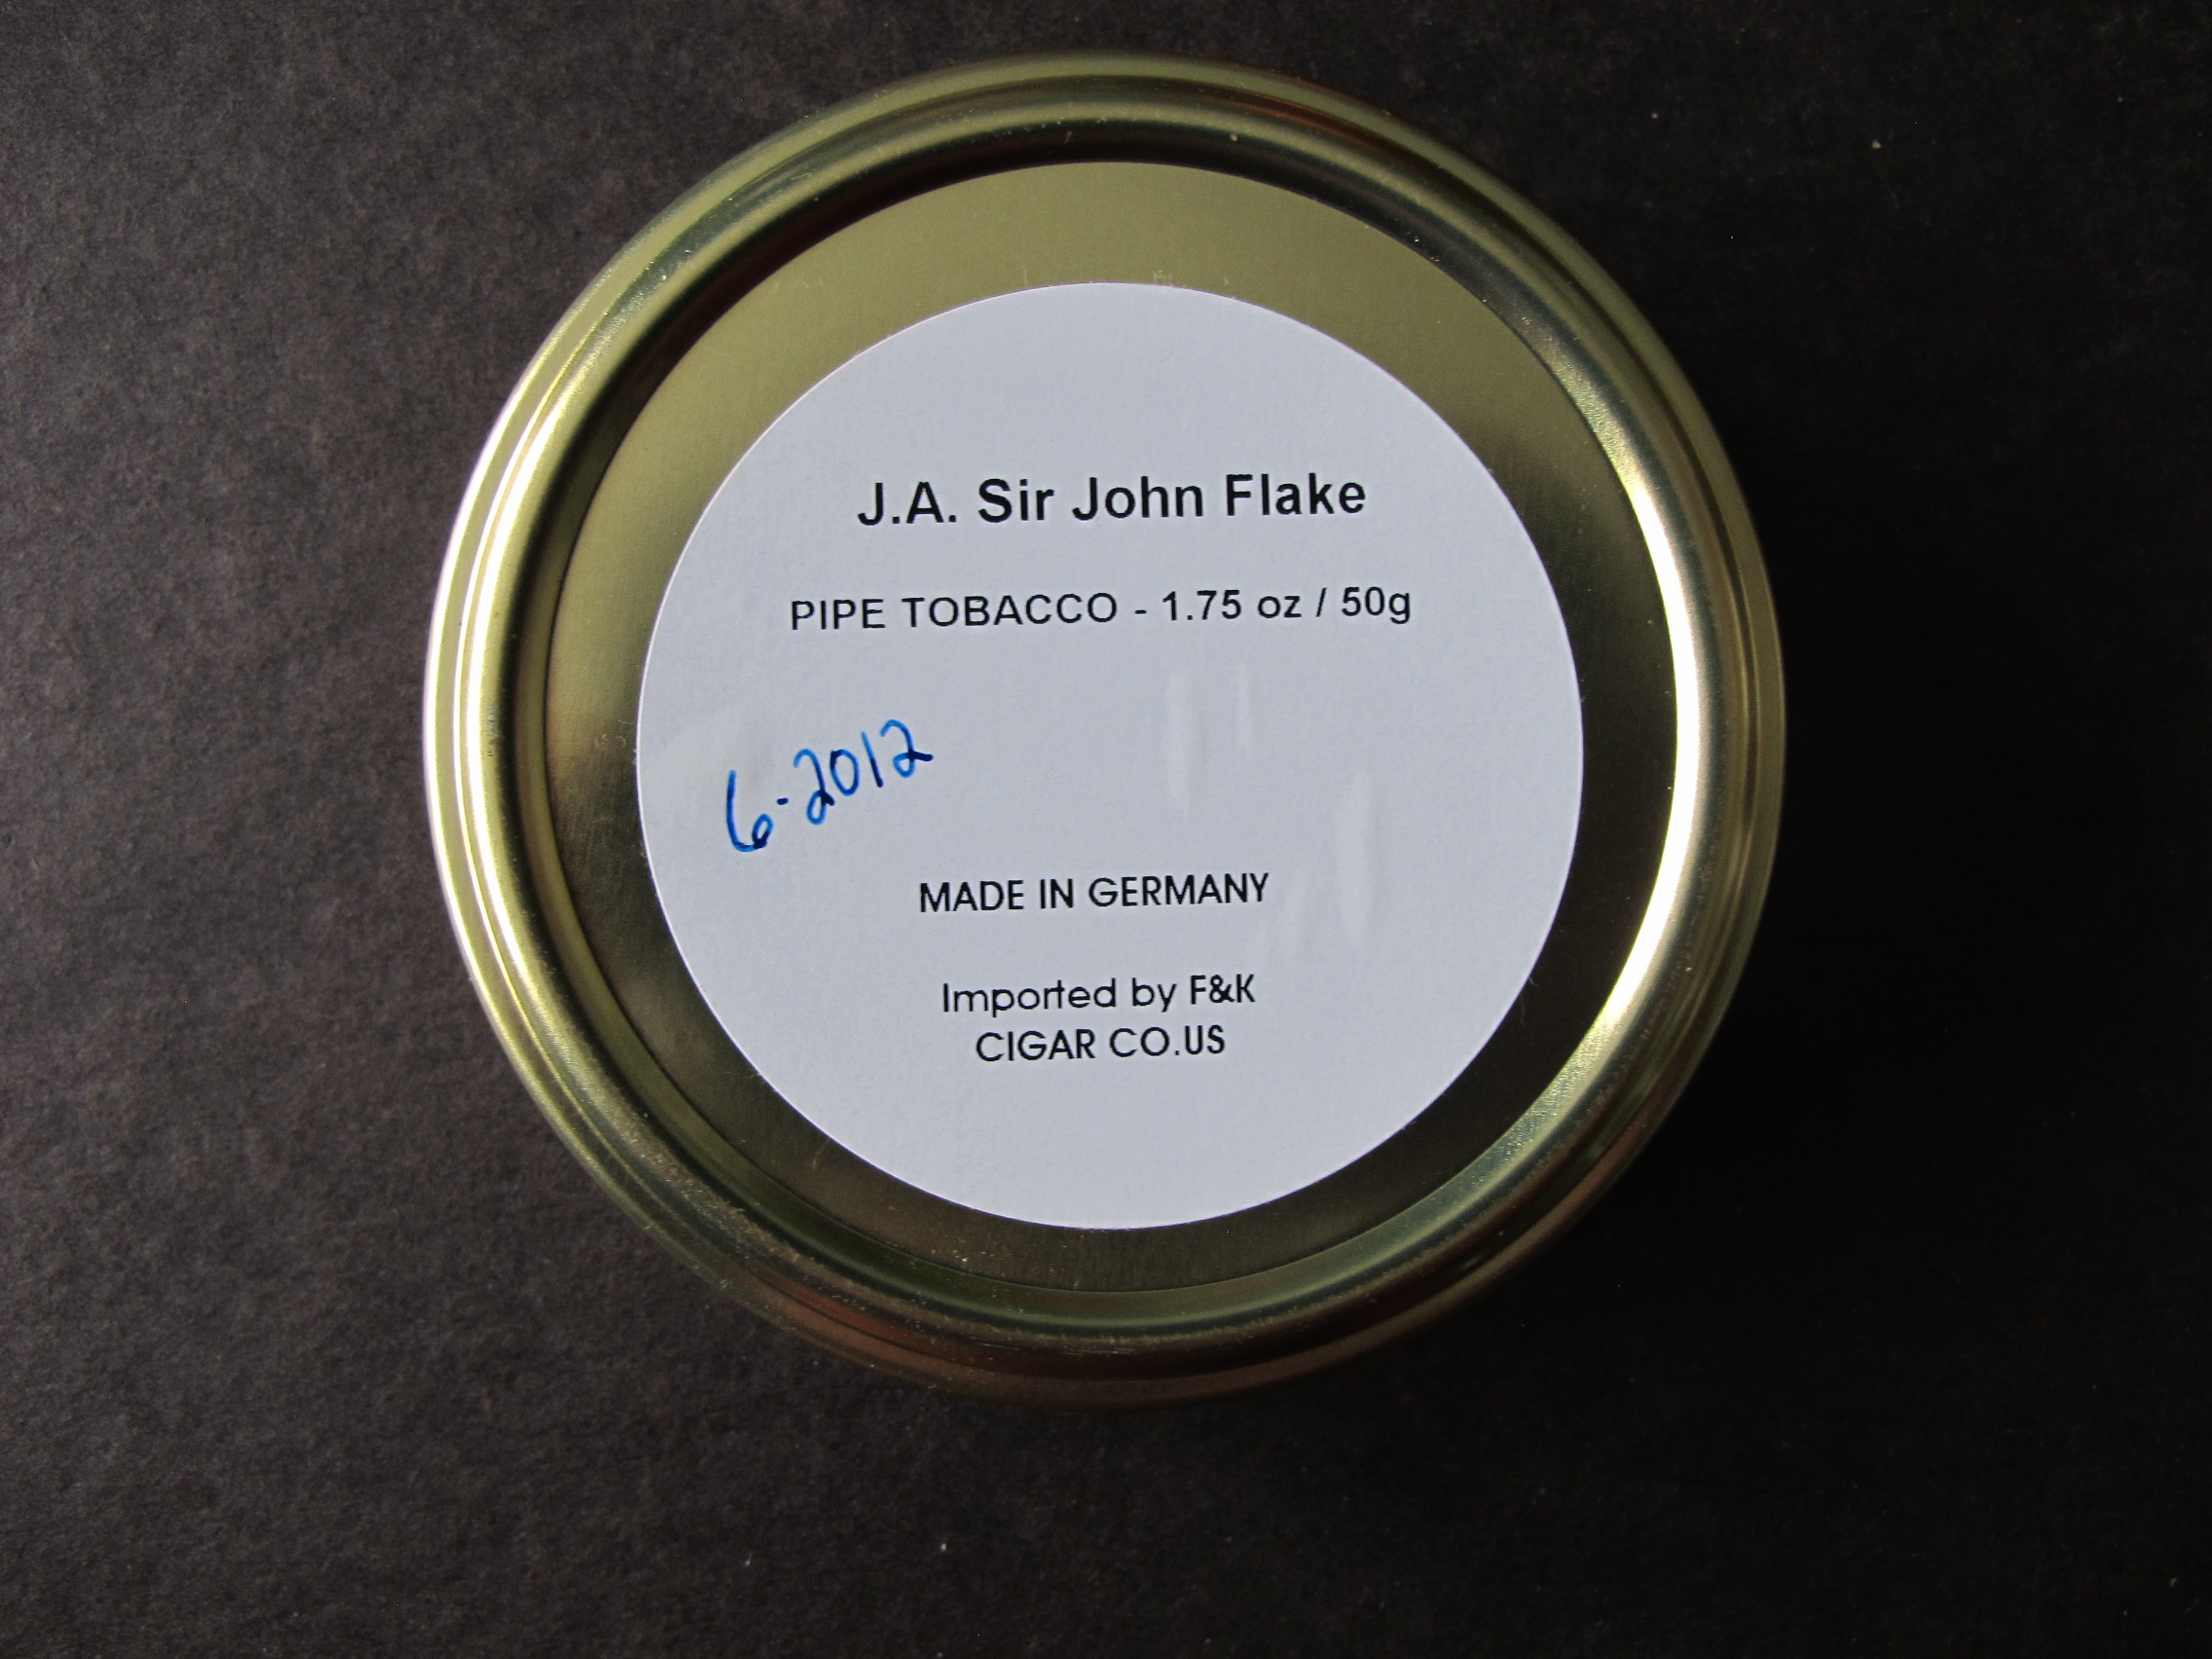 J.A. Sir John Flake
PIPE TOBACCO - 1.75 oz / 50g
6-2012
MADE IN GERMANY
Imported by F&K
CIGAR CO.US